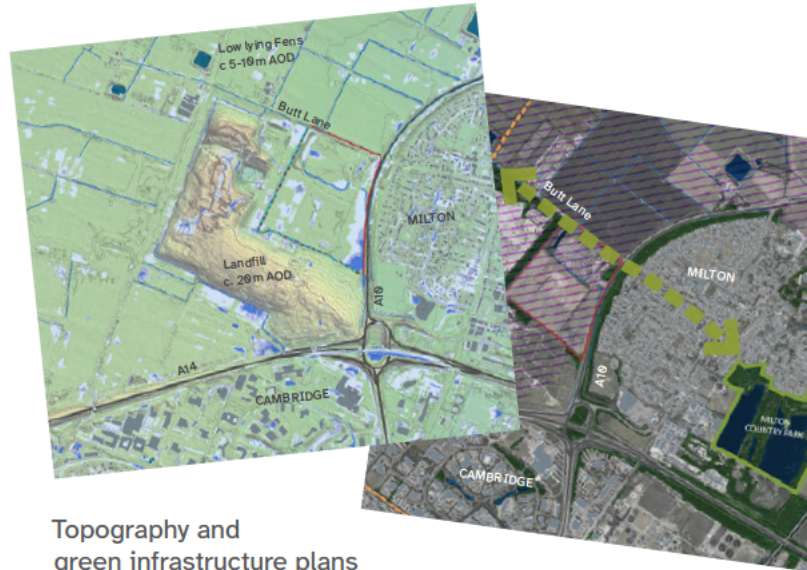 Low lying Fens
c 5-10m AOD
Butt Lane
MILTON
Landfill
c. 20m AOD
A10
A14
CAMBRIDGE
Butt Lane
MILTON
A10
MILTON
COUNTRY PARK
CAMBRIDGE
Topography and
green infrastructure plans